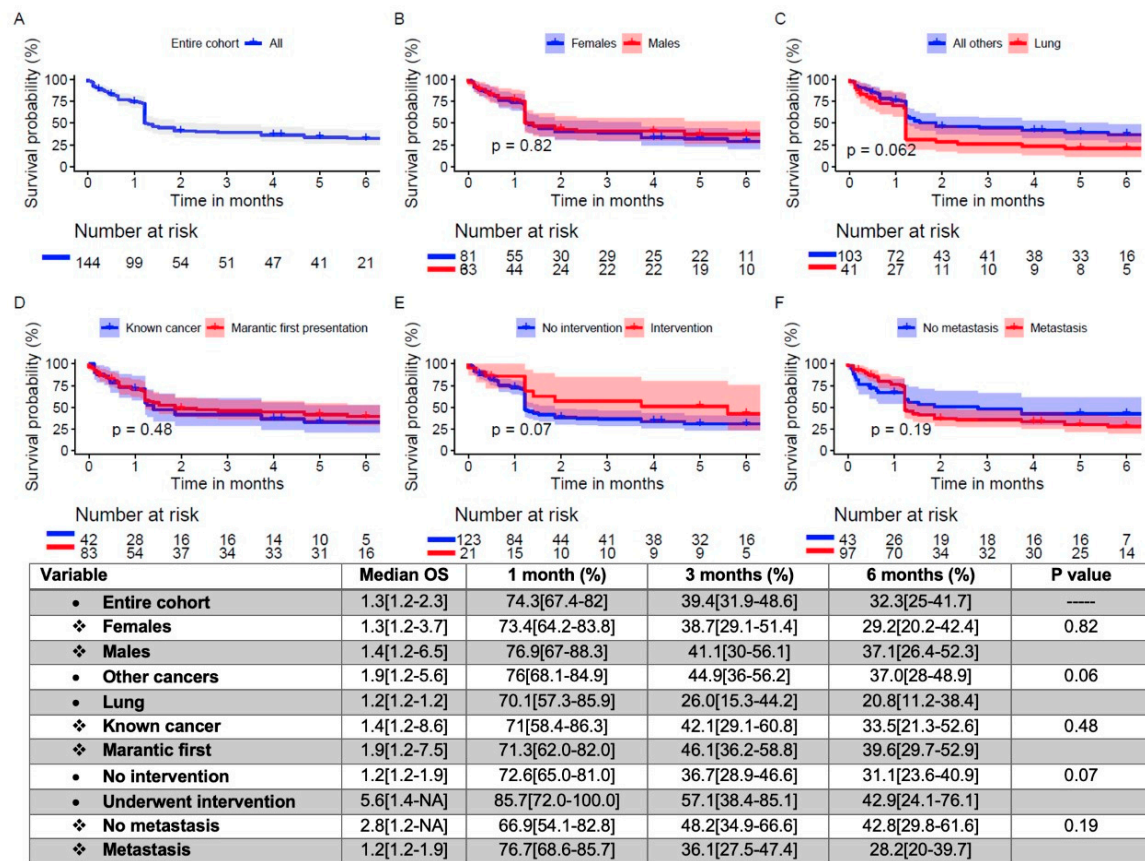 A
Entire cohort All
Survival probability (%)
100
75
50
25
0
0 1 2 3 4 5 6
Time in months
Number at risk
144 99 54 51 47 41 21
B
Females Males
Survival probability (%)
100
75
50
25
0
p = 0.82
0 1 2 3 4 5 6
Time in months
Number at risk
81 55 30 29 25 22 11
63 44 24 22 22 19 10
C
All others Lung
Survival probability (%)
100
75
50
25
0
p = 0.062
0 1 2 3 4 5 6
Time in months
Number at risk
103 72 43 41 38 33 16
41 27 11 10 9 8 5
D
Known cancer Marantic first presentation
Survival probability (%)
100
75
50
25
0
p = 0.48
0 1 2 3 4 5 6
Time in months
Number at risk
42 28 16 16 14 10 5
83 54 37 34 33 31 16
E
No intervention Intervention
Survival probability (%)
100
75
50
25
0
p = 0.07
0 1 2 3 4 5 6
Time in months
Number at risk
123 84 44 41 38 32 16
21 15 10 10 9 9 5
F
No metastasis Metastasis
Survival probability (%)
100
75
50
25
0
p = 0.19
0 1 2 3 4 5 6
Time in months
Number at risk
43 26 19 18 16 16 7
97 70 34 32 30 25 14
Variable Median OS 1 month (%) 3 months (%) 6 months (%) P value
• Entire cohort 1.3[1.2-2.3] 74.3[67.4-82] 39.4[31.9-48.6] 32.3[25-41.7] -----
❖ Females 1.3[1.2-3.7] 73.4[64.2-83.8] 38.7[29.1-51.4] 29.2[20.2-42.4] 0.82
❖ Males 1.4[1.2-6.5] 76.9[67-88.3] 41.1[30-56.1] 37.1[26.4-52.3]
• Other cancers 1.9[1.2-5.6] 76[68.1-84.9] 44.9[36-56.2] 37.0[28-48.9] 0.06
• Lung 1.2[1.2-1.2] 70.1[57.3-85.9] 26.0[15.3-44.2] 20.8[11.2-38.4]
❖ Known cancer 1.4[1.2-8.6] 71[58.4-86.3] 42.1[29.1-60.8] 33.5[21.3-52.6] 0.48
❖ Marantic first 1.9[1.2-7.5] 71.3[62.0-82.0] 46.1[36.2-58.8] 39.6[29.7-52.9]
• No intervention 1.2[1.2-1.9] 72.6[65.0-81.0] 36.7[28.9-46.6] 31.1[23.6-40.9] 0.07
• Underwent intervention 5.6[1.4-NA] 85.7[72.0-100.0] 57.1[38.4-85.1] 42.9[24.1-76.1]
❖ No metastasis 2.8[1.2-NA] 66.9[54.1-82.8] 48.2[34.9-66.6] 42.8[29.8-61.6] 0.19
❖ Metastasis 1.2[1.2-1.9] 76.7[68.6-85.7] 36.1[27.5-47.4] 28.2[20-39.7]